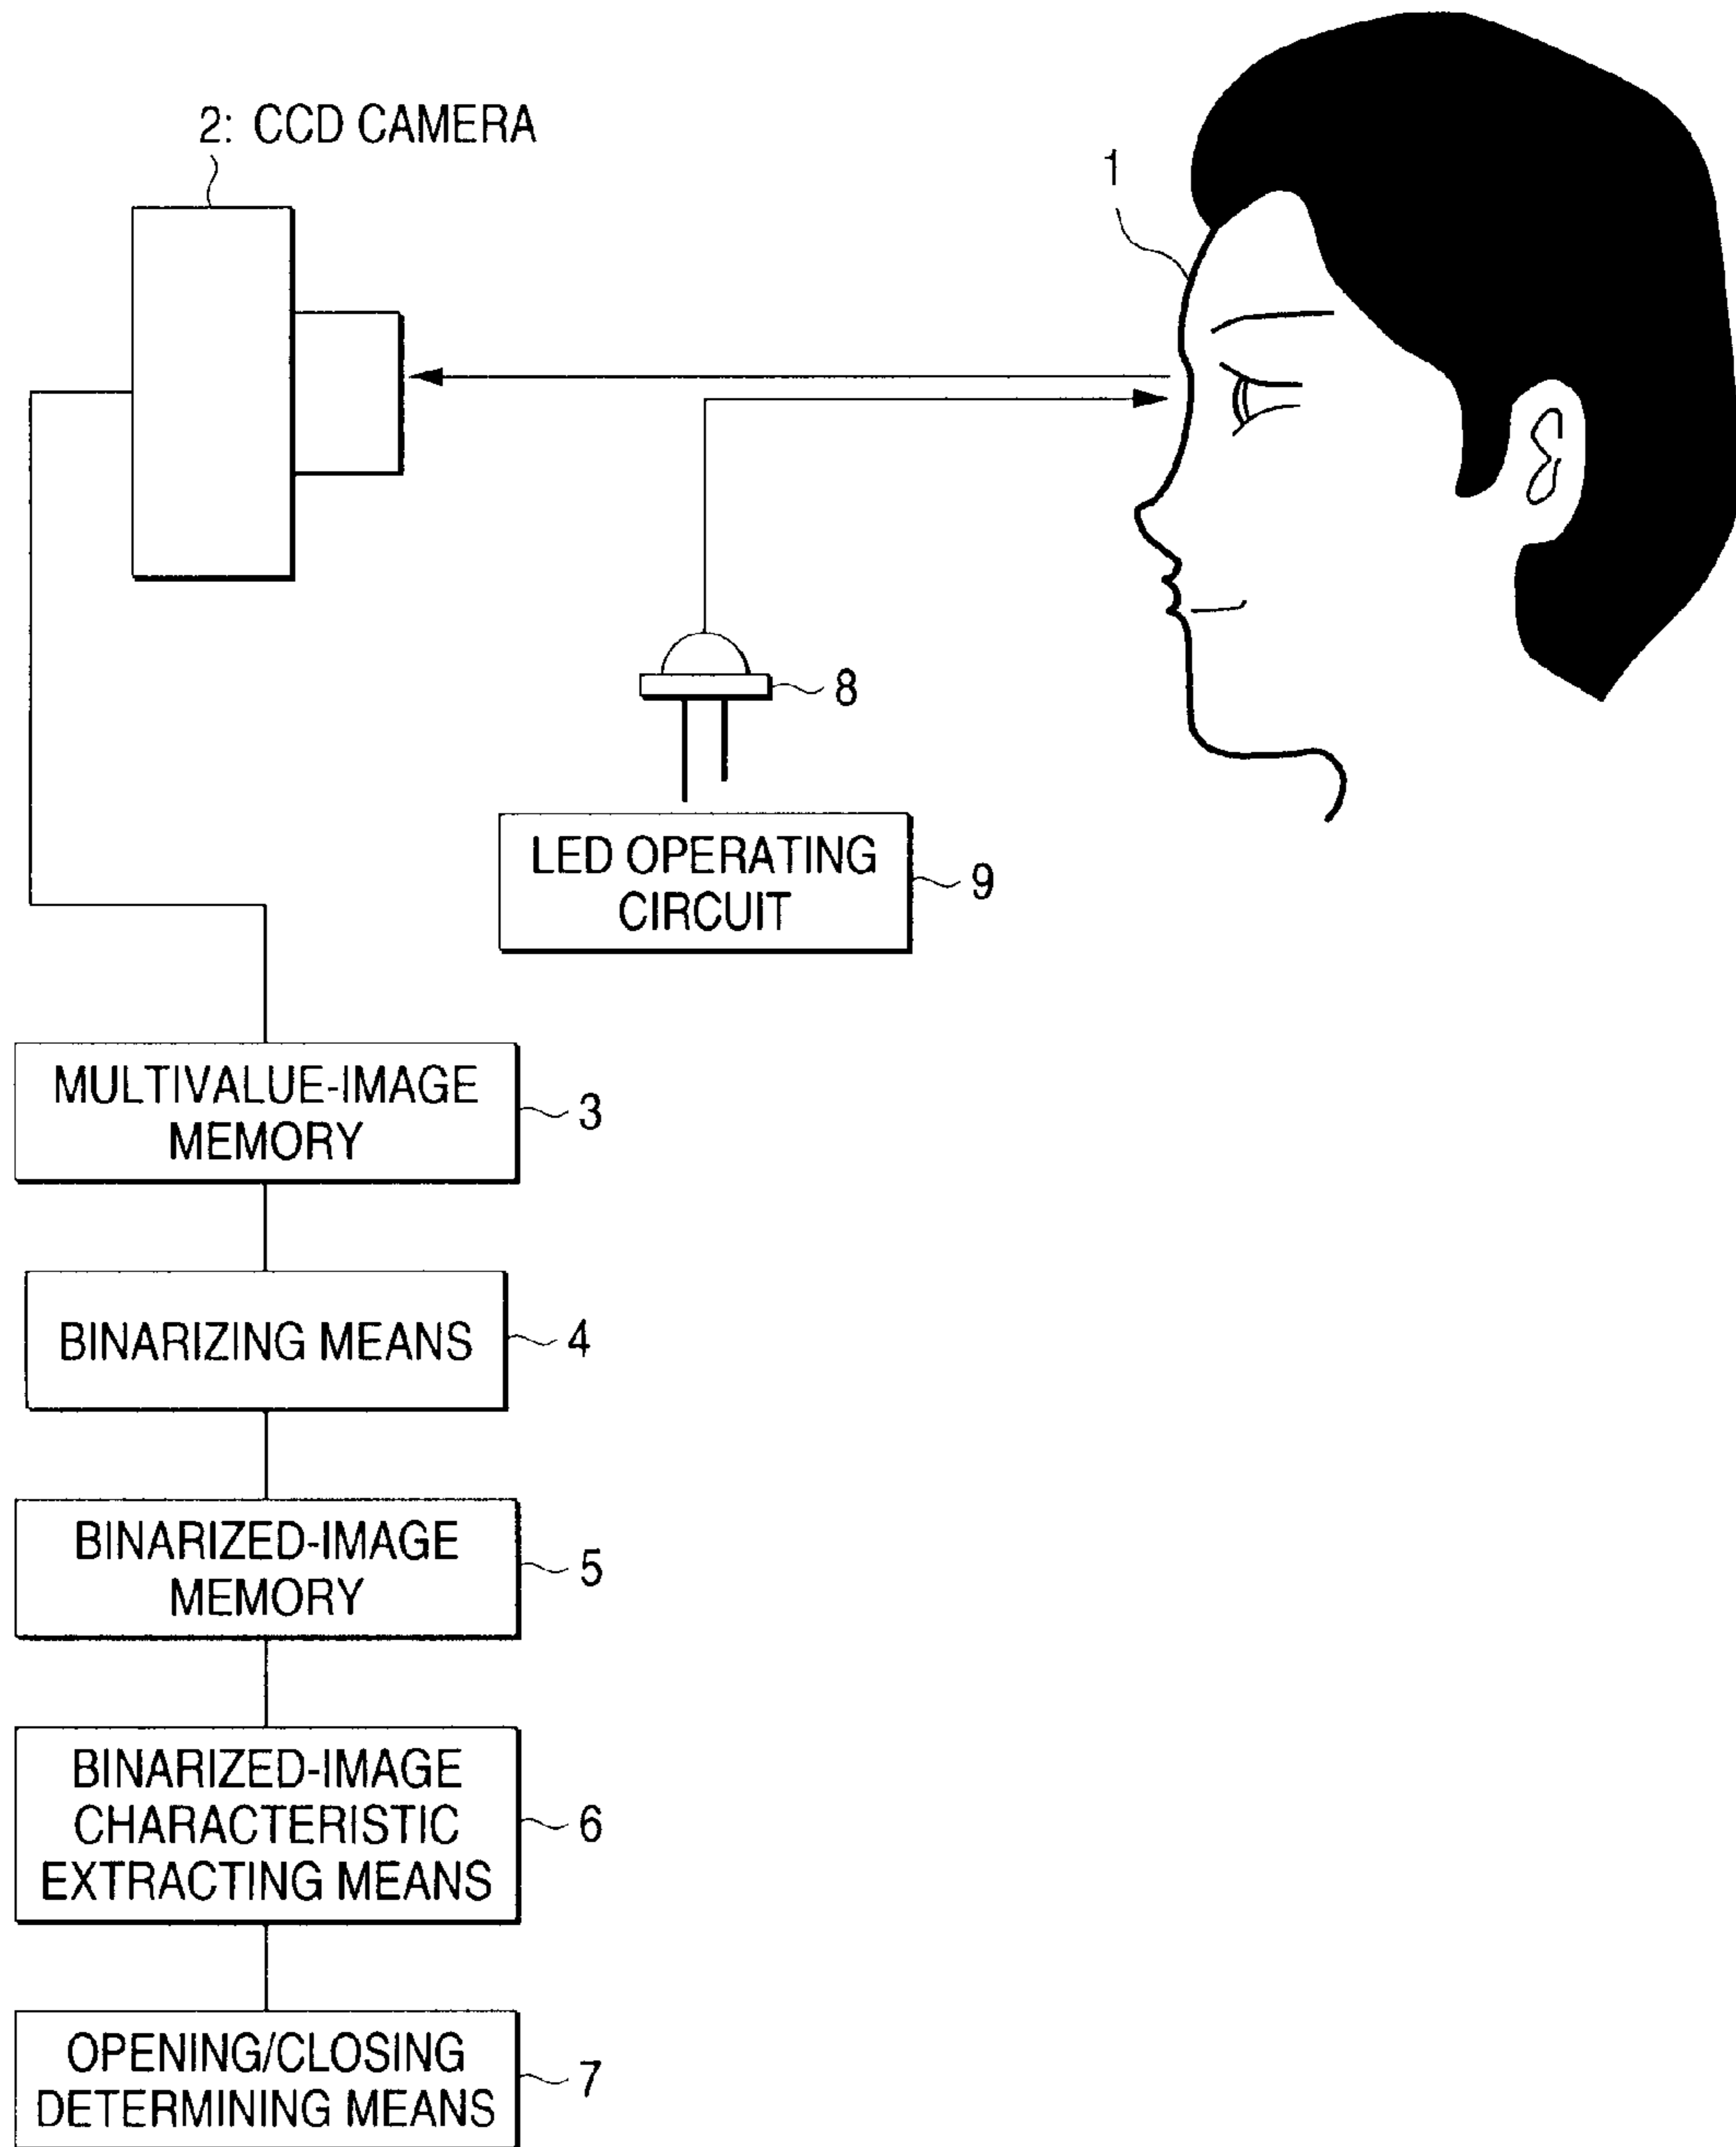 2: CCD CAMERA
1
8
LED OPERATING
CIRCUIT
9
MULTIVALUE-IMAGE
MEMORY
3
BINARIZING MEANS
4
BINARIZED-IMAGE
MEMORY
5
BINARIZED-IMAGE
CHARACTERISTIC
EXTRACTING MEANS
6
OPENING/CLOSING
DETERMINING MEANS
7